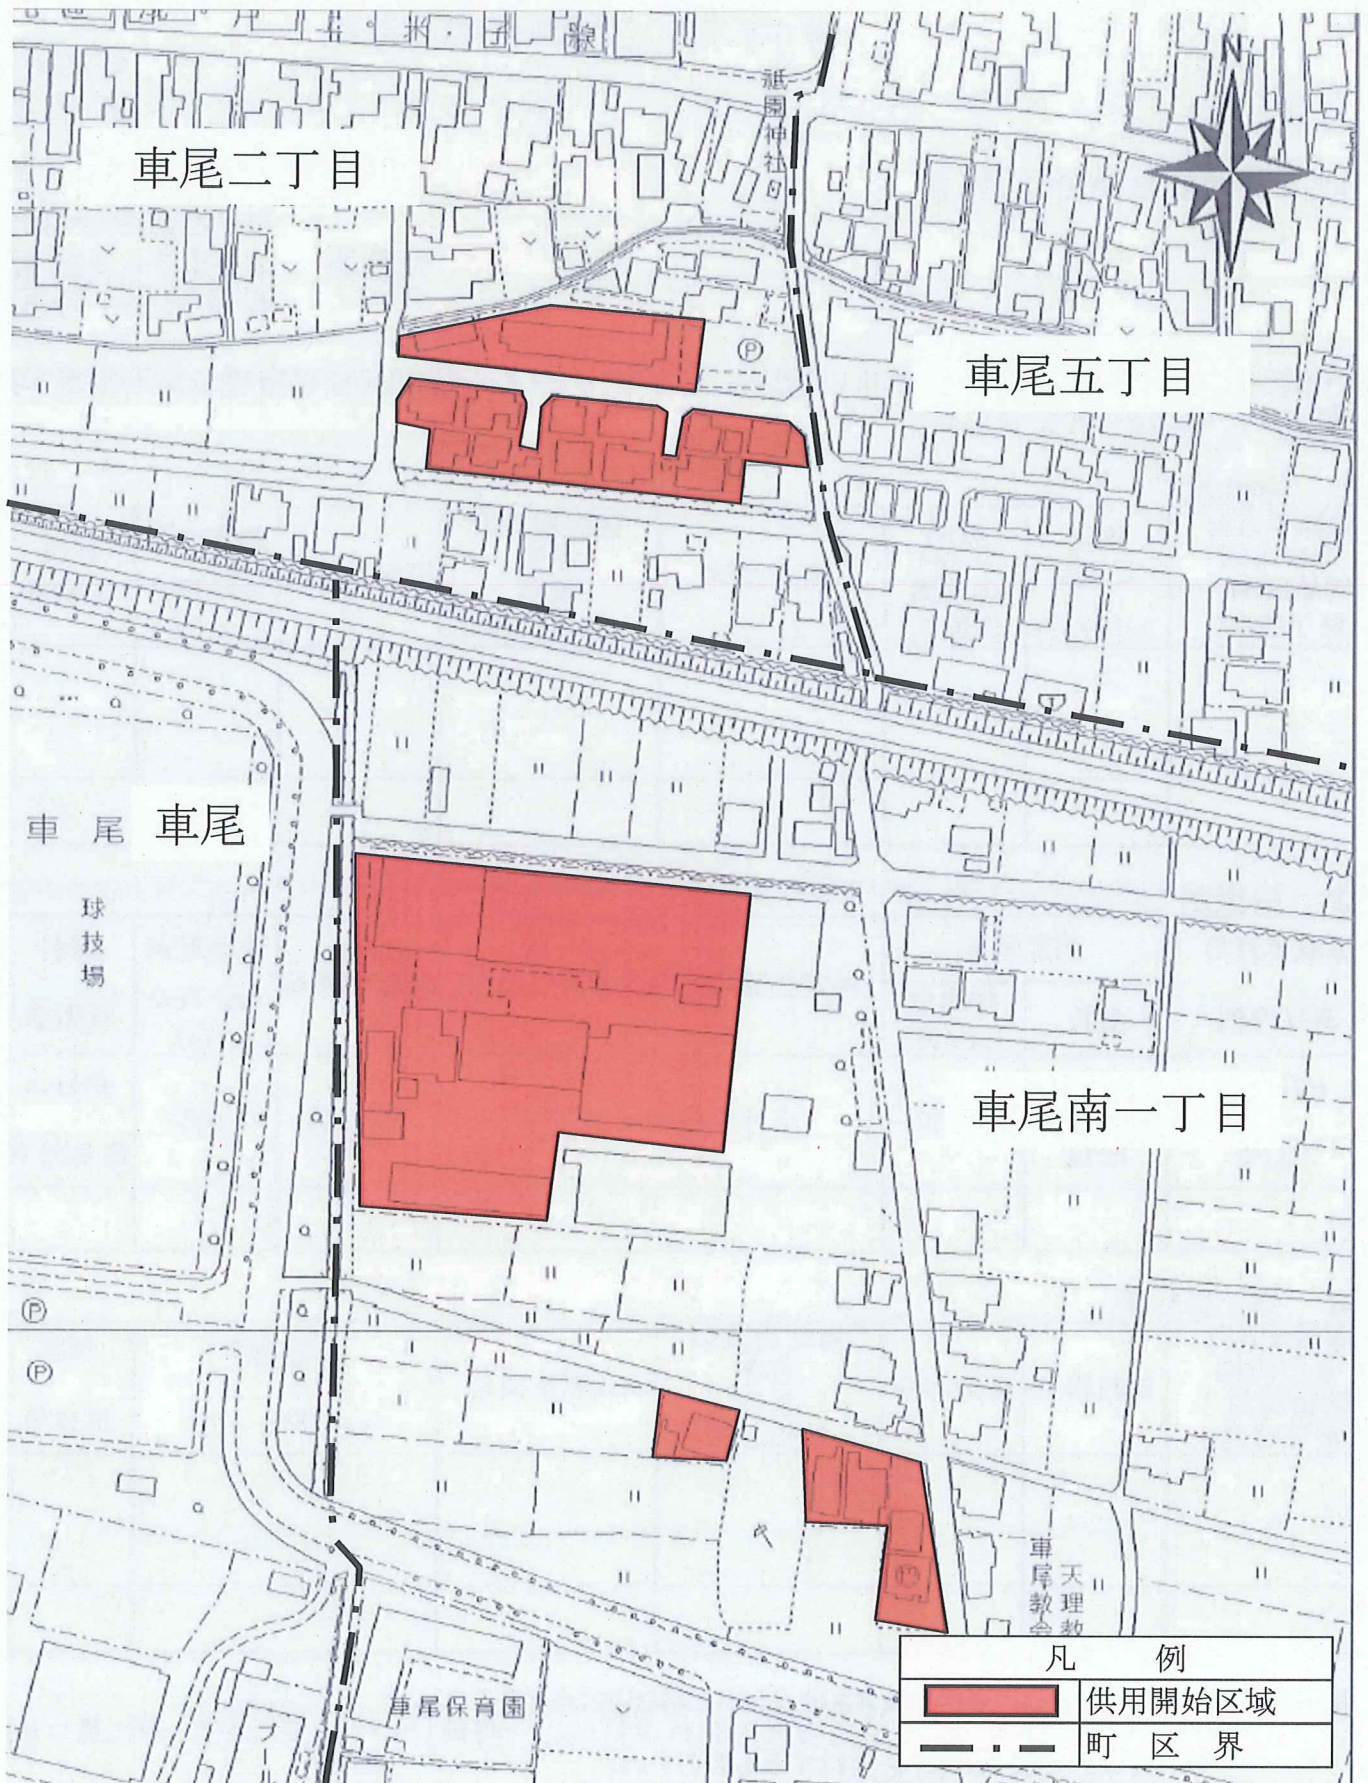 米子線
祇園神社
N
車尾二丁目
Ⓟ
車尾五丁目
車尾
車尾
球技場
車尾南一丁目
Ⓟ
Ⓟ
天理教
車尾教会
車尾保育園
凡例
供用開始区域
町区界